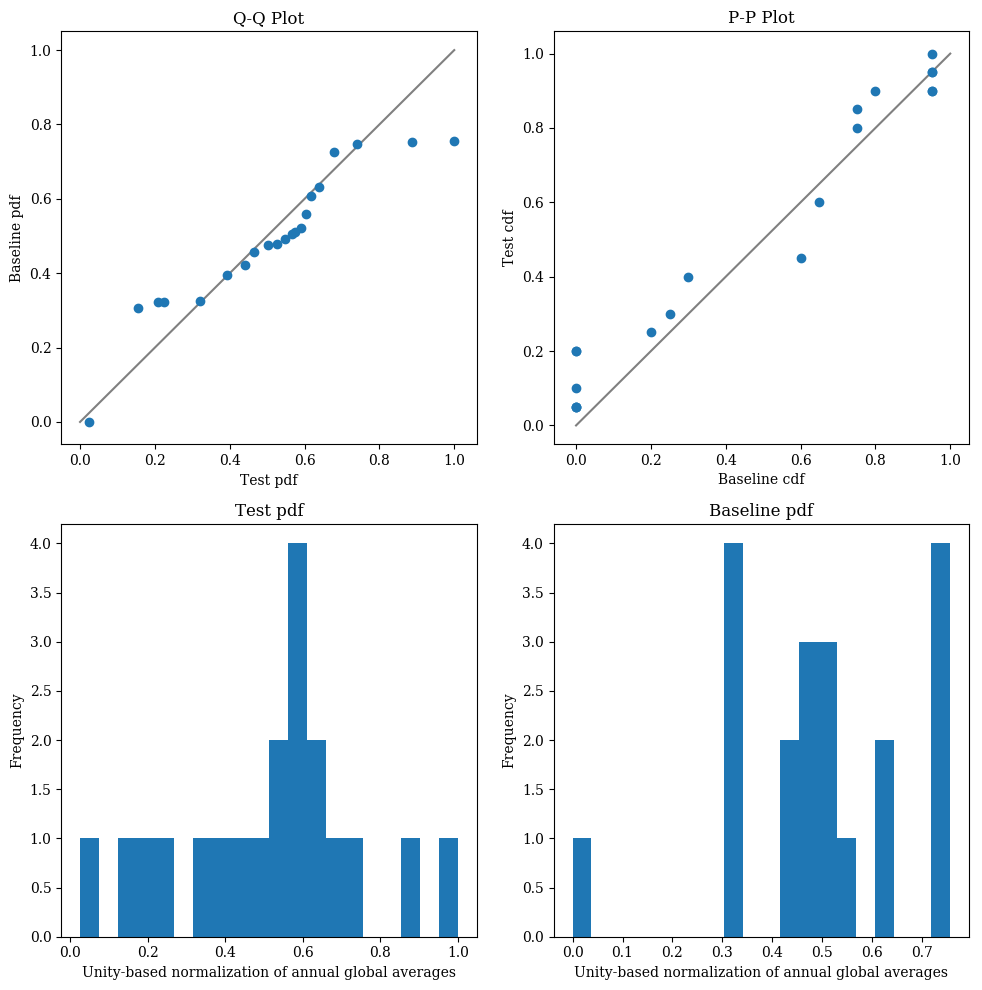 Q-Q Plot
1.0
0.8
0.6
0.4
0.2
0.0
Baseline pdf
0.0 0.2 0.4 0.6 0.8 1.0
Test pdf
P-P Plot
1.0
0.8
0.6
0.4
0.2
0.0
Test cdf
0.0 0.2 0.4 0.6 0.8 1.0
Baseline cdf
Test pdf
4.0
3.5
3.0
2.5
2.0
1.5
1.0
0.5
0.0
Frequency
0.0 0.2 0.4 0.6 0.8 1.0
Unity-based normalization of annual global averages
Baseline pdf
4.0
3.5
3.0
2.5
2.0
1.5
1.0
0.5
0.0
Frequency
0.0 0.1 0.2 0.3 0.4 0.5 0.6 0.7
Unity-based normalization of annual global averages